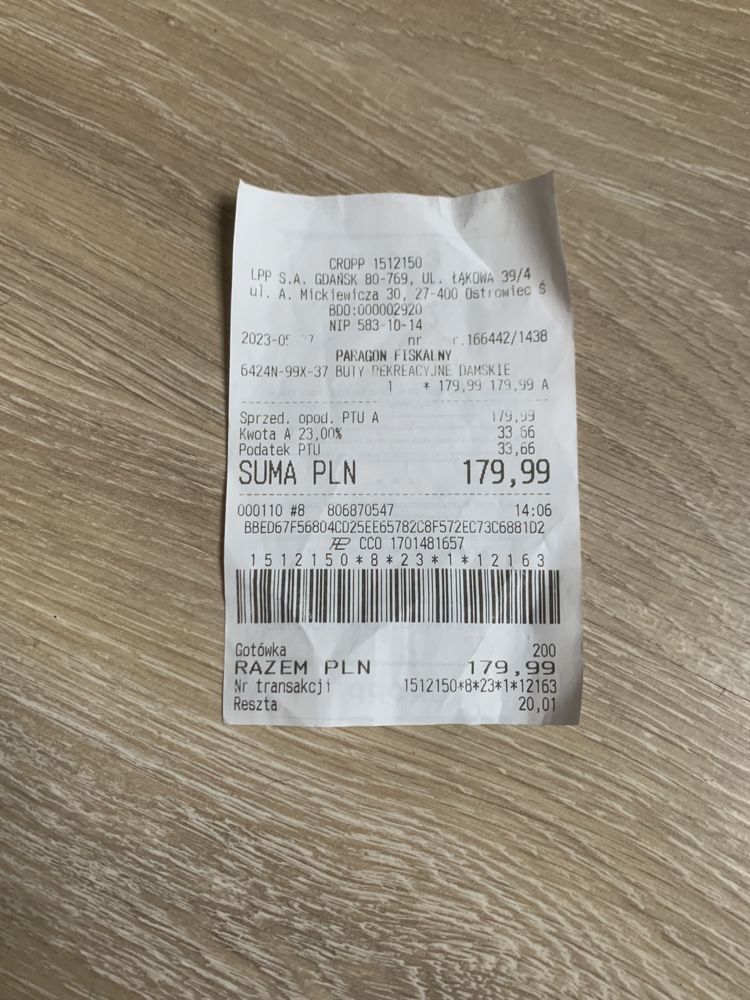 CROPP 1512150
LPP S.A. GDAŃSK 80-769, UL. ŁĄKOWA 39/4
ul. A. Mickiewicza 30, 27-400 Ostrowiec Ś
BDO:000002920
NIP 583-10-14
nr 166442/1438
PARAGON FISKALNY
6424N-99X-37 BUTY REKREACYJNE DAMSKIE
1 * 179,99 179,99 A
Sprzed. opod. PTU A 179,99
Kwota A 23,00% 33,66
Podatek PTU 33,66
SUMA PLN 179,99
000110 #8 806870547 14:06
BBED67F56804CD25EE65782C8F572EC73C6881D2
CCO 1701481657
1512150*8*23*1*12163
Gotówka 200
RAZEM PLN 179,99
Nr transakcji 1512150*8*23*1*12163
Reszta 20,01